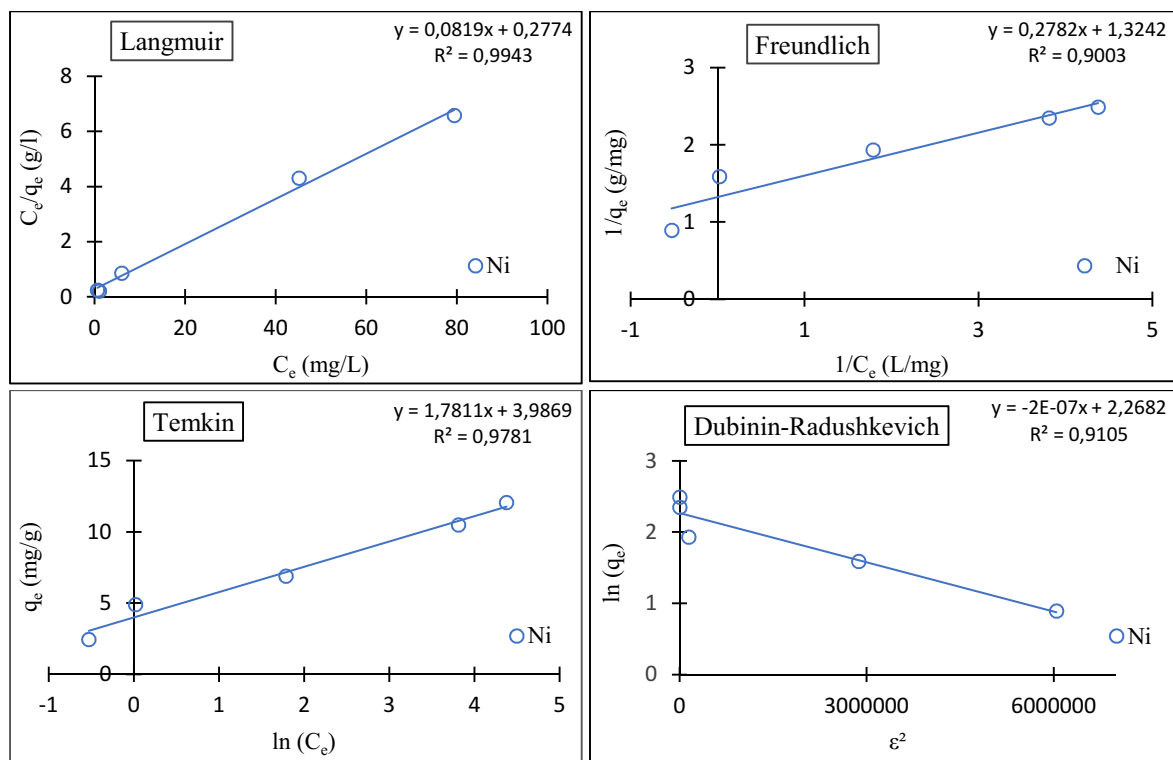 Langmuir
y = 0,0819x + 0,2774
R² = 0,9943
8
6
4
2
0
0 20 40 60 80 100
Cₑ/qₑ (g/l)
Cₑ (mg/L)
Ni
Freundlich
y = 0,2782x + 1,3242
R² = 0,9003
3
2
1
0
-1 1 3 5
1/qₑ (g/mg)
1/Cₑ (L/mg)
Ni
Temkin
y = 1,7811x + 3,9869
R² = 0,9781
15
10
5
0
-1 0 1 2 3 4 5
qₑ (mg/g)
ln (Cₑ)
Ni
Dubinin-Radushkevich
y = -2E-07x + 2,2682
R² = 0,9105
3
2
1
0
0 3000000 6000000
ln (qₑ)
ε²
Ni